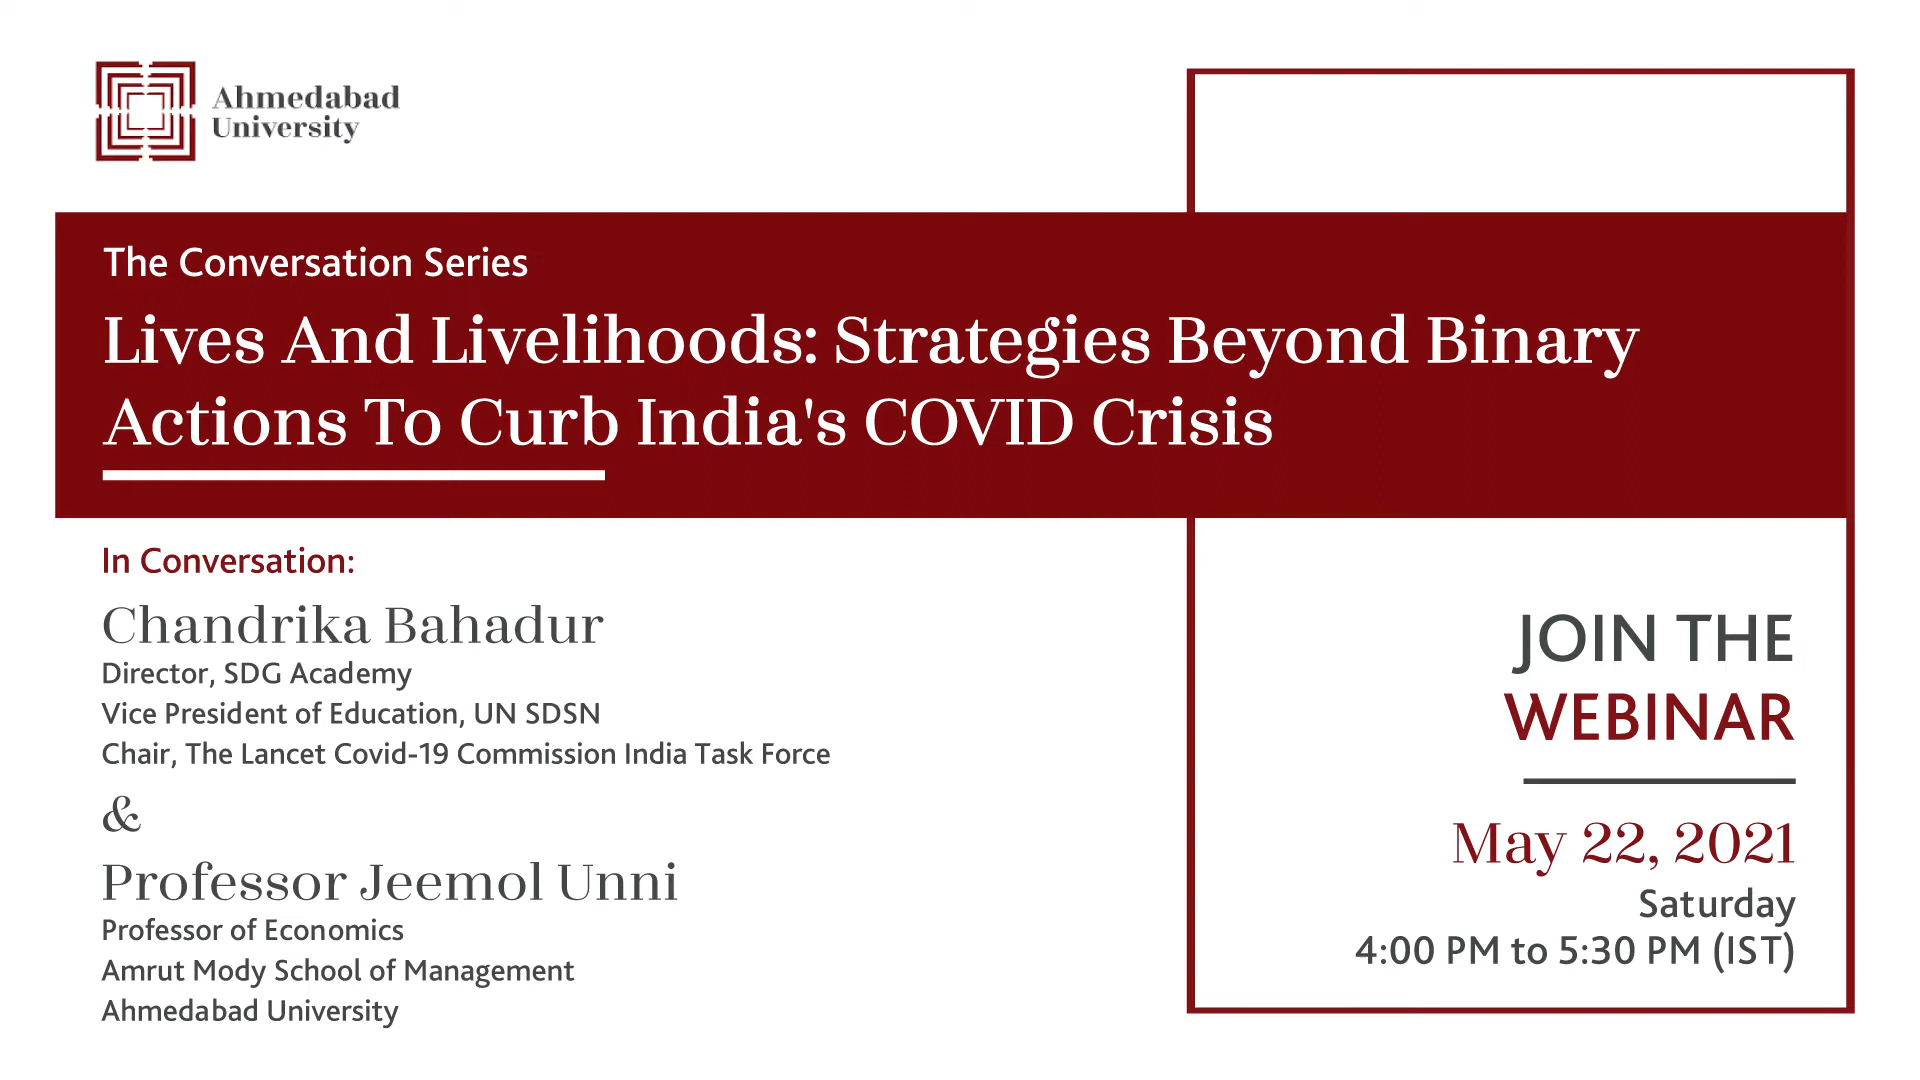 Ahmedabad
University
The Conversation Series
Lives And Livelihoods: Strategies Beyond Binary
Actions To Curb India's COVID Crisis
In Conversation:
Chandrika Bahadur
Director, SDG Academy
Vice President of Education, UN SDSN
Chair, The Lancet Covid-19 Commission India Task Force
&
Professor Jeemol Unni
Professor of Economics
Amrut Mody School of Management
Ahmedabad University
JOIN THE
WEBINAR
May 22, 2021
Saturday
4:00 PM to 5:30 PM (IST)